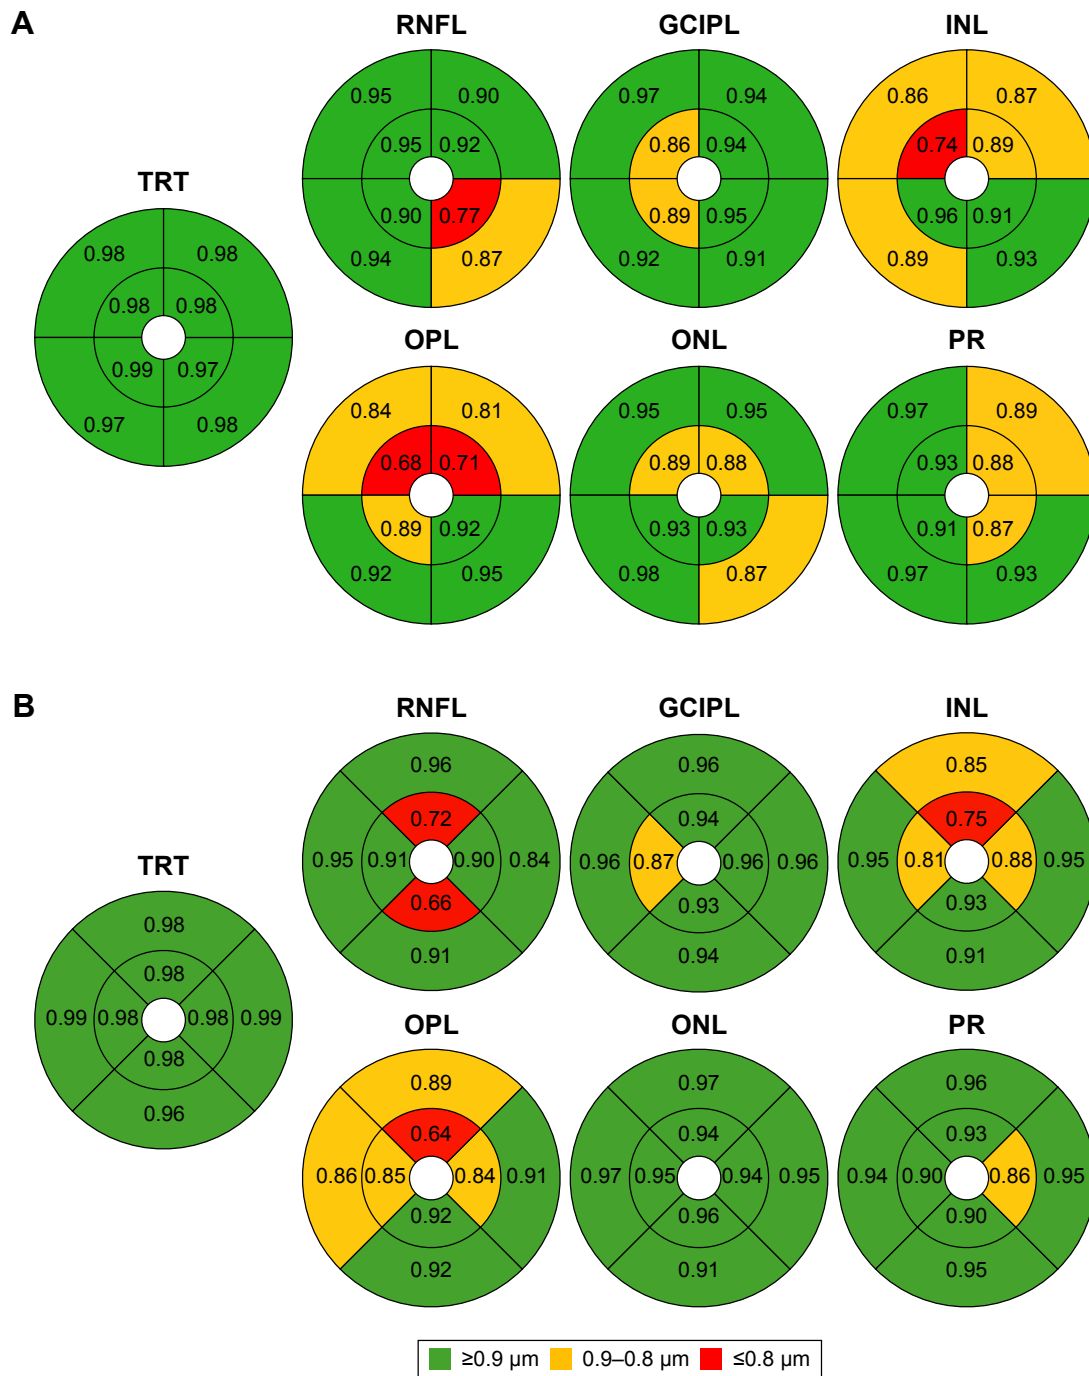 A
RNFL GCIPL INL
0.95 0.90 0.97 0.94 0.86 0.87
0.95 0.92 0.86 0.94 0.74 0.89
TRT
0.90 0.77 0.89 0.95 0.96 0.91
0.98 0.98
0.94 0.87 0.92 0.91 0.89 0.93
0.98 0.98
OPL ONL PR
0.99 0.97
0.84 0.81 0.95 0.95 0.97 0.89
0.97 0.98
0.68 0.71 0.89 0.88 0.93 0.88
0.89 0.92 0.93 0.93 0.91 0.87
0.92 0.95 0.98 0.87 0.97 0.93
B
RNFL GCIPL INL
0.96 0.96 0.85
0.72 0.94 0.75
0.95 0.91 0.90 0.84 0.96 0.87 0.96 0.96 0.95 0.81 0.88 0.95
TRT
0.66 0.93 0.93
0.98
0.91 0.94 0.91
0.98
0.99 0.98 0.98 0.99
OPL ONL PR
0.98
0.89 0.97 0.96
0.96
0.64 0.94 0.93
0.86 0.85 0.84 0.91 0.97 0.95 0.94 0.95 0.94 0.90 0.86 0.95
0.92 0.96 0.90
0.92 0.91 0.95
≥0.9 µm 0.9–0.8 µm ≤0.8 µm